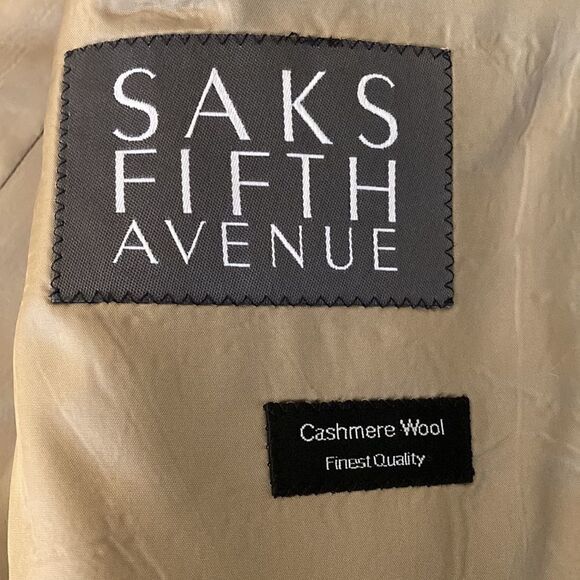 SAKS
FIFTH
AVENUE
Cashmere Wool
Finest Quality